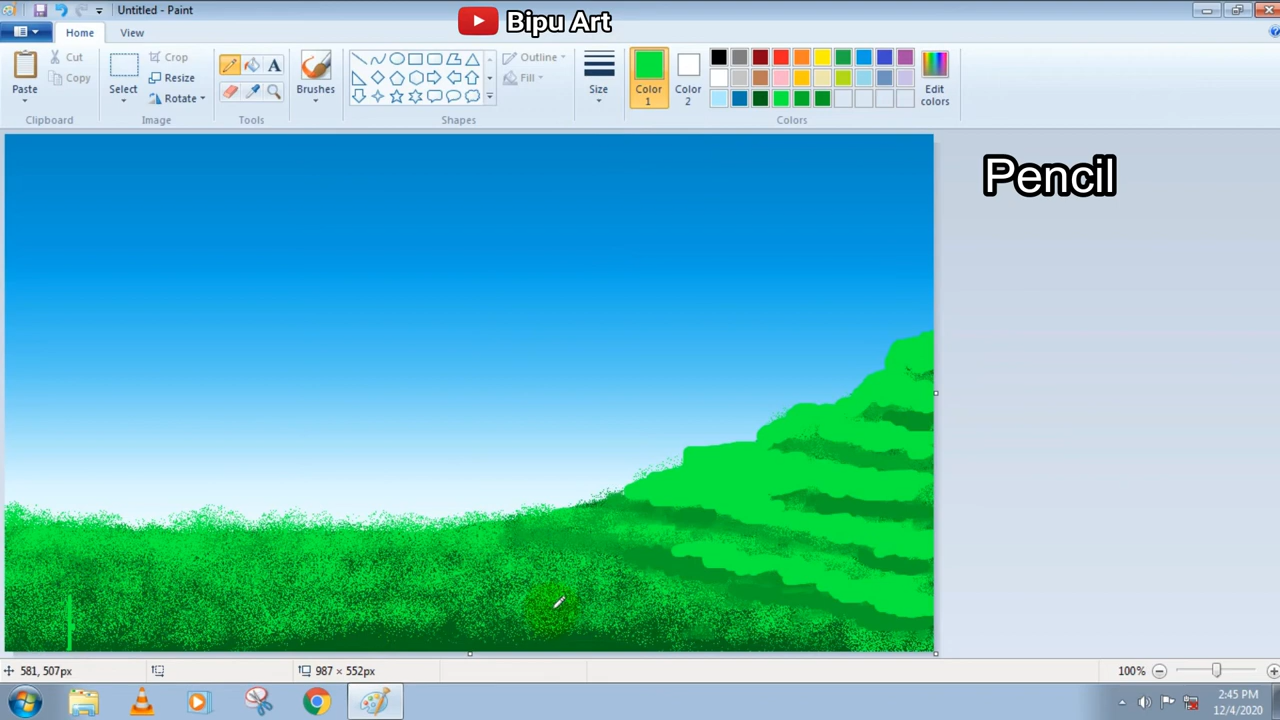 Untitled - Paint
Bipu Art
Home View
Paste
Cut
Copy
Clipboard
Select
Crop
Resize
Rotate
Image
A
Tools
Brushes
Outline
Fill
Shapes
Size
Color 1
Color 2
Edit colors
Colors
Pencil
581, 507px
987 × 552px
100%
2:45 PM
12/4/2020